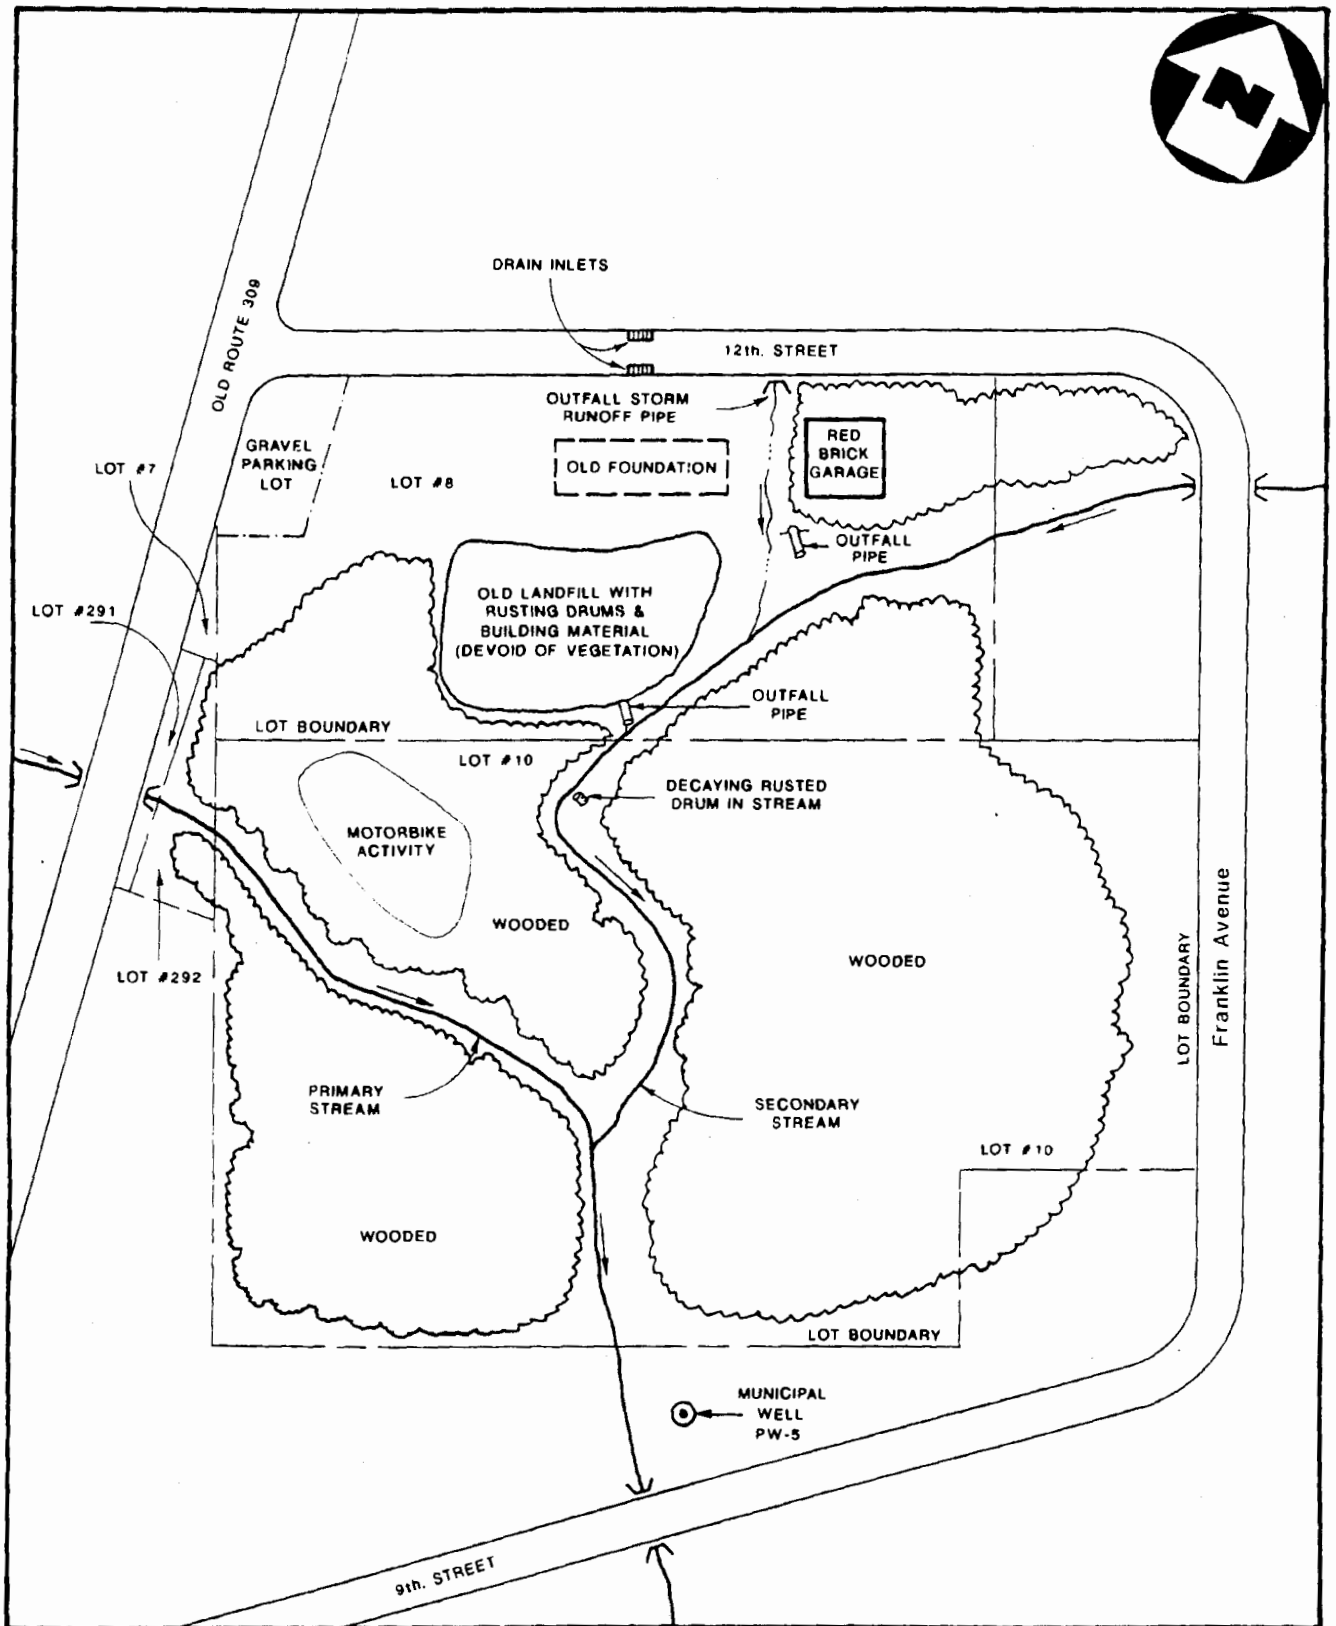 N
DRAIN INLETS
OLD ROUTE 309
12th. STREET
OUTFALL STORM
RUNOFF PIPE
GRAVEL
PARKING
LOT
LOT #7
LOT #8
OLD FOUNDATION
RED
BRICK
GARAGE
OUTFALL
PIPE
LOT #291
OLD LANDFILL WITH
RUSTING DRUMS &
BUILDING MATERIAL
(DEVOID OF VEGETATION)
OUTFALL
PIPE
LOT BOUNDARY
LOT #10
DECAYING RUSTED
DRUM IN STREAM
MOTORBIKE
ACTIVITY
WOODED
WOODED
LOT #292
LOT BOUNDARY
Franklin Avenue
PRIMARY
STREAM
SECONDARY
STREAM
LOT #10
WOODED
LOT BOUNDARY
MUNICIPAL
WELL
PW-5
9th. STREET